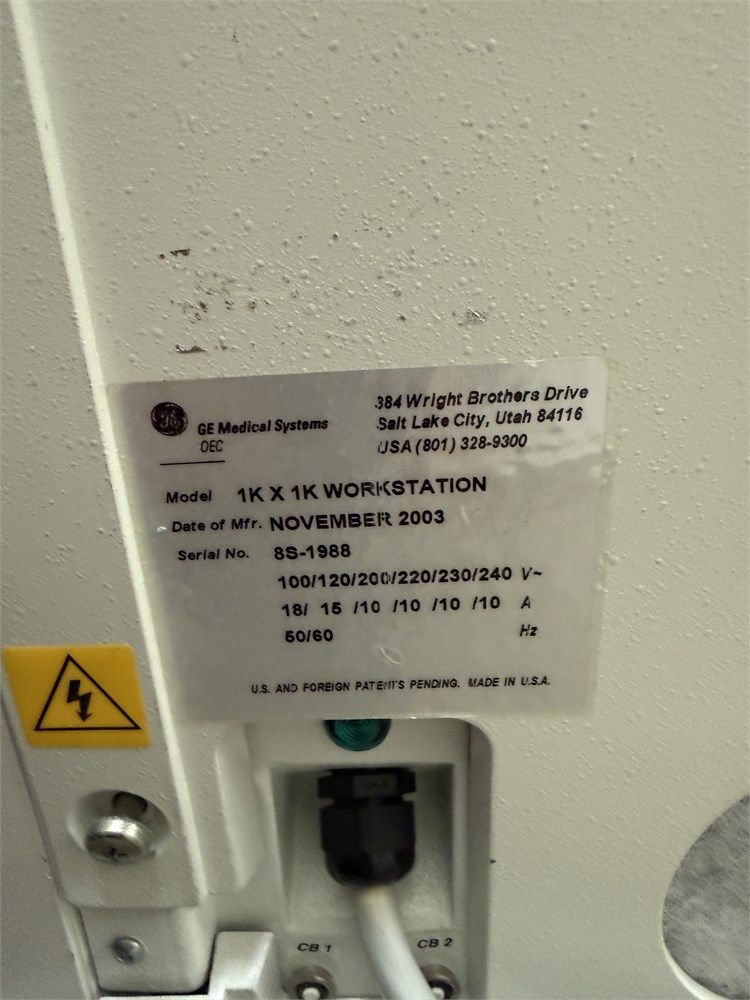 GE Medical Systems
OEC
384 Wright Brothers Drive
Salt Lake City, Utah 84116
USA (801) 328-9300
Model 1K X 1K WORKSTATION
Date of Mfr. NOVEMBER 2003
Serial No. 8S-1988
100/120/200/220/230/240 V~
18/ 15 /10 /10 /10 /10 A
50/60 Hz
U.S. AND FOREIGN PATENTS PENDING. MADE IN U.S.A.
CB 1 CB 2